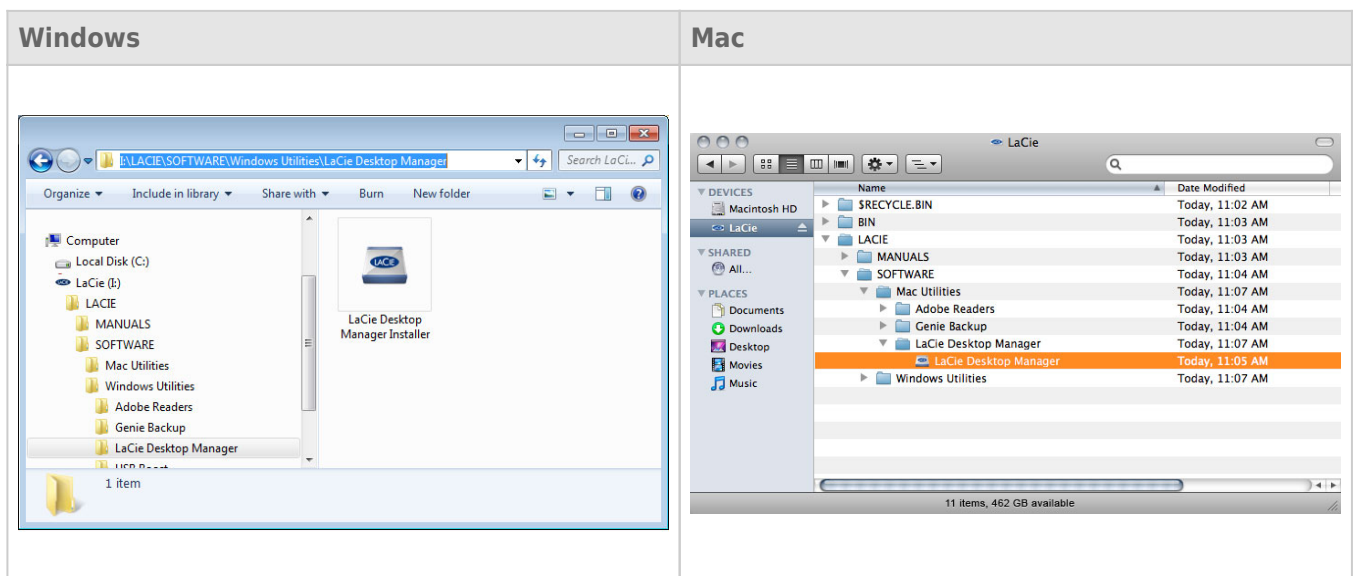 Windows
Mac
I:\LACIE\SOFTWARE\Windows Utilities\LaCie Desktop Manager
Search LaCi...
Organize
Include in library
Share with
Burn
New folder
Computer
Local Disk (C:)
LaCie (I:)
LACIE
MANUALS
SOFTWARE
Mac Utilities
Windows Utilities
Adobe Readers
Genie Backup
LaCie Desktop Manager
USB Boost
LACIE
LaCie Desktop
Manager Installer
1 item
LaCie
DEVICES
Macintosh HD
LaCie
SHARED
All...
PLACES
Documents
Downloads
Desktop
Movies
Music
Name Date Modified
$RECYCLE.BIN Today, 11:02 AM
BIN Today, 11:03 AM
LACIE Today, 11:03 AM
MANUALS Today, 11:03 AM
SOFTWARE Today, 11:04 AM
Mac Utilities Today, 11:07 AM
Adobe Readers Today, 11:04 AM
Genie Backup Today, 11:04 AM
LaCie Desktop Manager Today, 11:07 AM
LaCie Desktop Manager Today, 11:05 AM
Windows Utilities Today, 11:07 AM
11 items, 462 GB available